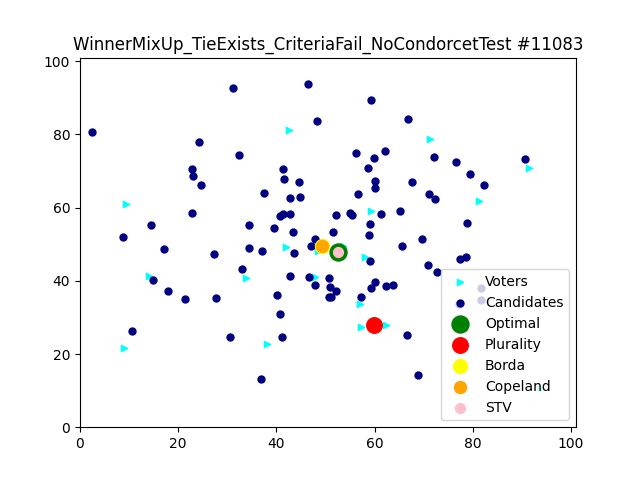 WinnerMixUp_TieExists_CriteriaFail_NoCondorcetTest #11083
100
80
60
40
20
0
0 20 40 60 80 100
Voters
Candidates
Optimal
Plurality
Borda
Copeland
STV